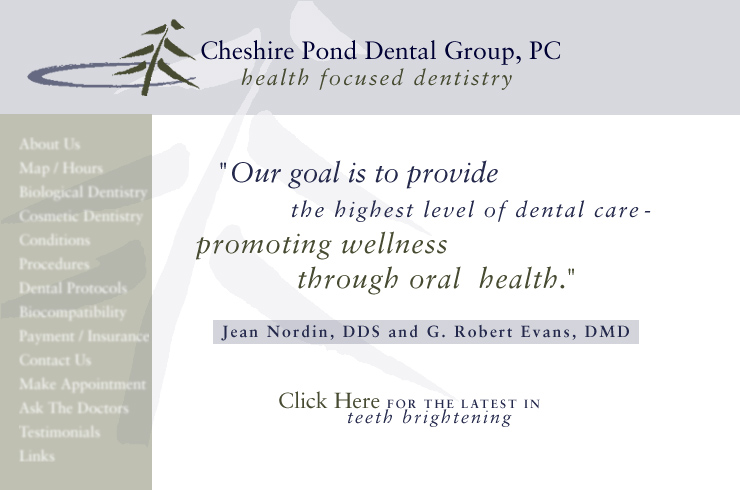 Cheshire Pond Dental Group, PC
health focused dentistry
About Us
Map / Hours
Biological Dentistry
Cosmetic Dentistry
Conditions
Procedures
Dental Protocols
Biocompatibility
Payment / Insurance
Contact Us
Make Appointment
Ask The Doctors
Testimonials
Links
"Our goal is to provide
the highest level of dental care -
promoting wellness
through oral health."
Jean Nordin, DDS and G. Robert Evans, DMD
Click Here FOR THE LATEST IN
teeth brightening